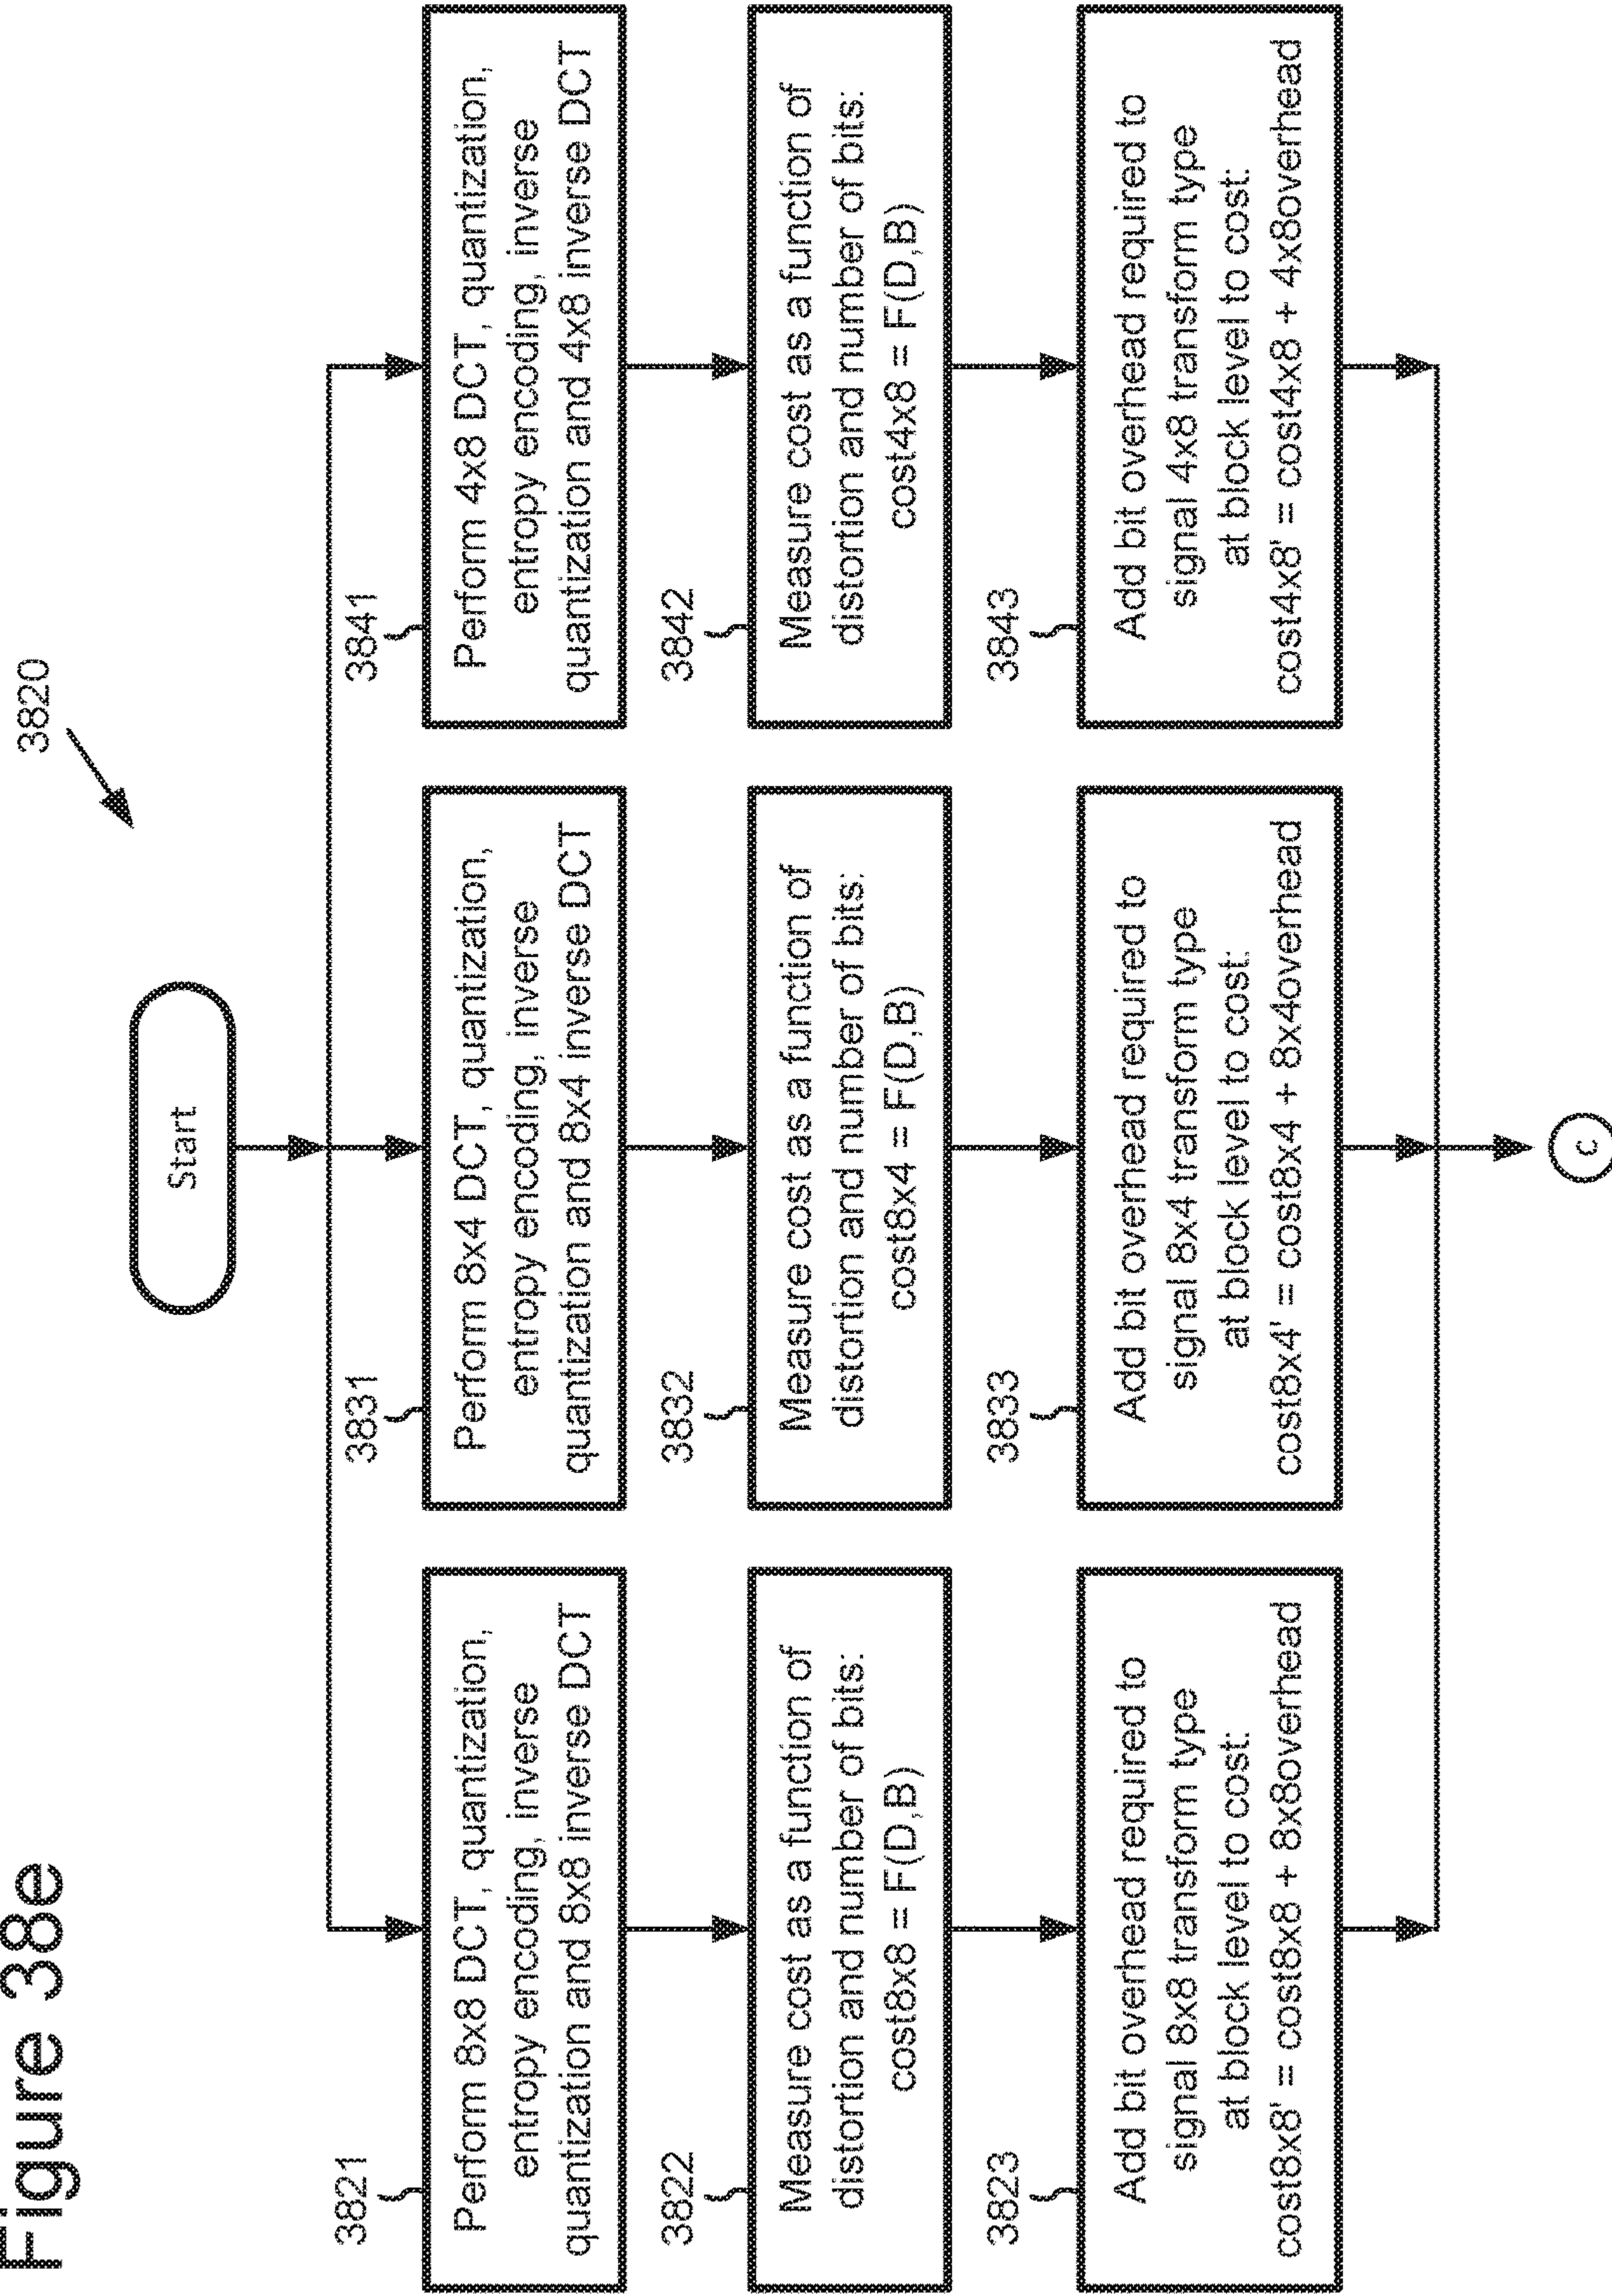 Figure 38e
3820
Start
3821
Perform 8x8 DCT, quantization,
entropy encoding, inverse
quantization and 8x8 inverse DCT
3822
Measure cost as a function of
distortion and number of bits:
cost8x8 = F(D,B)
3823
Add bit overhead required to
signal 8x8 transform type
at block level to cost:
cost8x8' = cost8x8 + 8x8overhead
3831
Perform 8x4 DCT, quantization,
entropy encoding, inverse
quantization and 8x4 inverse DCT
3832
Measure cost as a function of
distortion and number of bits:
cost8x4 = F(D,B)
3833
Add bit overhead required to
signal 8x4 transform type
at block level to cost:
cost8x4' = cost8x4 + 8x4overhead
3841
Perform 4x8 DCT, quantization,
entropy encoding, inverse
quantization and 4x8 inverse DCT
3842
Measure cost as a function of
distortion and number of bits:
cost4x8 = F(D,B)
3843
Add bit overhead required to
signal 4x8 transform type
at block level to cost:
cost4x8' = cost4x8 + 4x8overhead
c